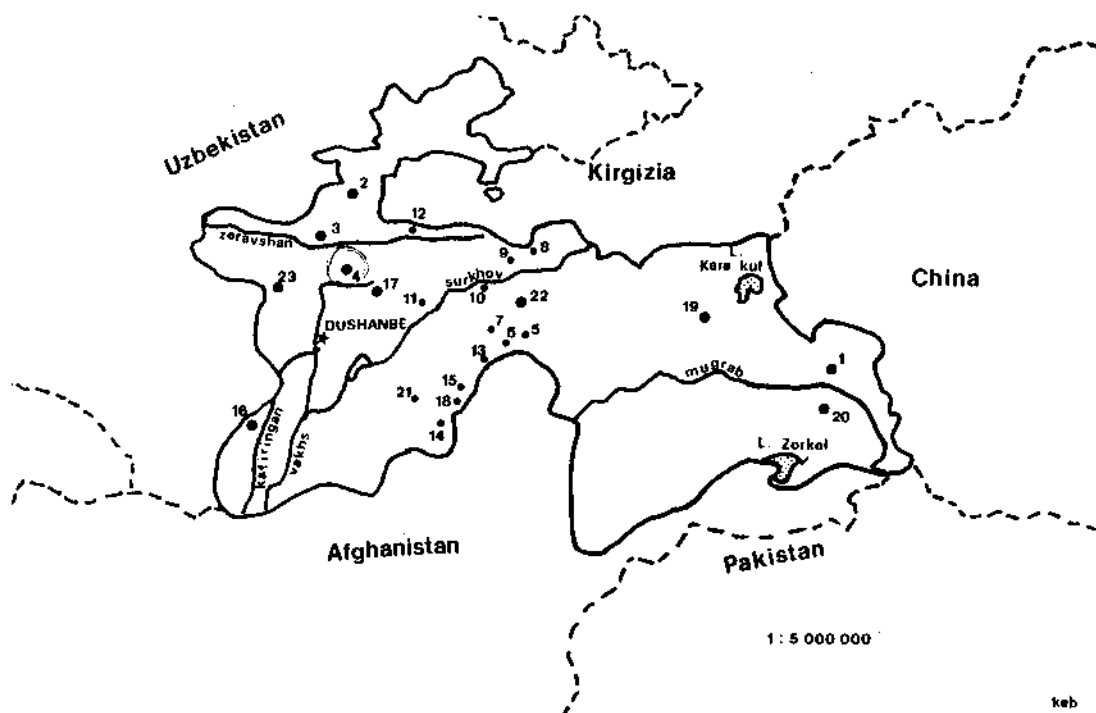 Uzbekistan
2
Kirgizia
12
zeravshan
3
8
9
L.
Kara kul
China
4
surkhov
23
17
10
22
11
19
DUSHANBE
7
6
5
13
1
mugrab
15
21
18
16
20
14
kafiringan
vakhs
L. Zorkal
Afghanistan
Pakistan
1 : 5 000 000
keb